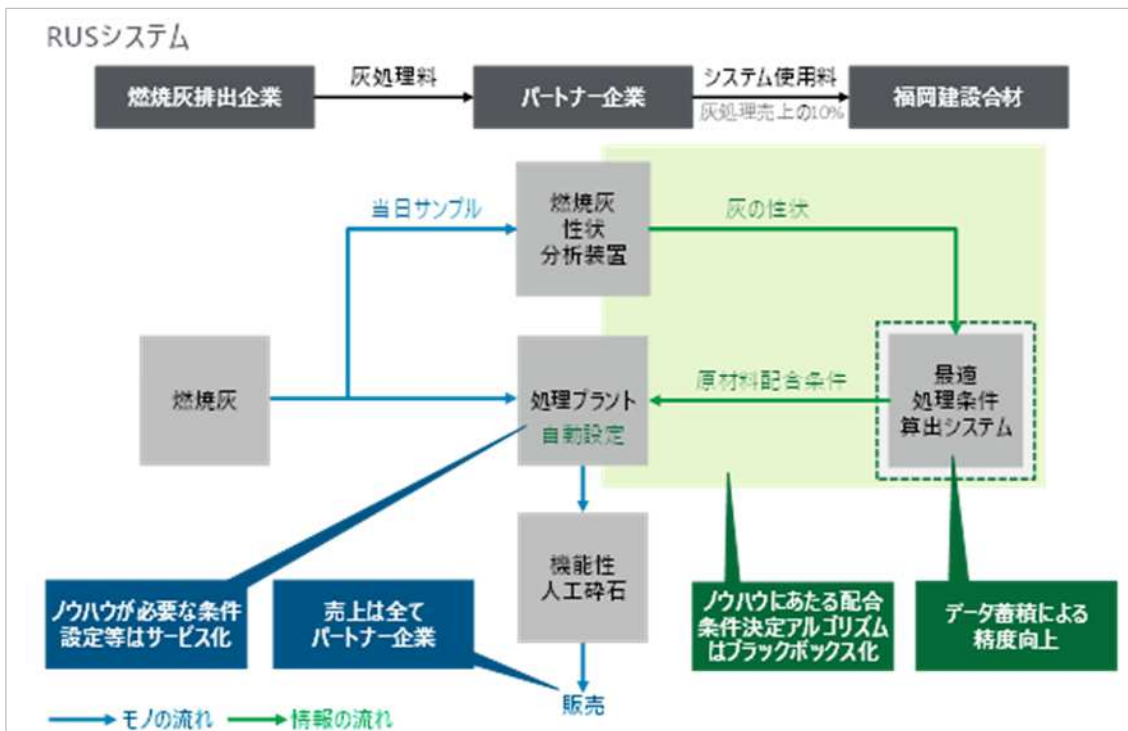 RUSシステム
燃焼灰排出企業
灰処理料
パートナー企業
システム使用料
灰処理売上の10%
福岡建設合材
当日サンプル
燃焼灰
性状
分析装置
灰の性状
燃焼灰
処理プラント
自動設定
原材料配合条件
最適
処理条件
算出システム
機能性
人工砕石
ノウハウが必要な条件
設定等はサービス化
売上は全て
パートナー企業
ノウハウにあたる配合
条件決定アルゴリズム
はブラックボックス化
データ蓄積による
精度向上
販売
モノの流れ
情報の流れ